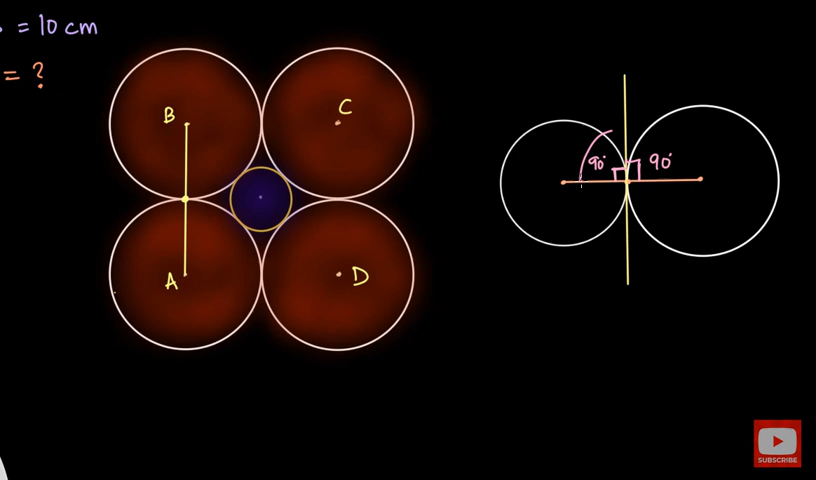 = 10 cm
= ?
B
C
A
D
90°
90°
SUBSCRIBE